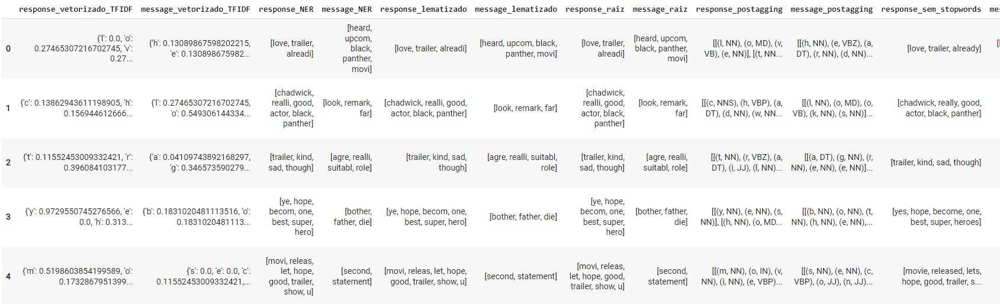 response_vetorizado_TFIDF message_vetorizado_TFIDF response_NER message_NER response_lematizado message_lematizado response_raiz message_raiz response_postagging message_postagging response_sem_stopwords
0 {'l': 0.0, 'o': 0.27465307216702745, 'v': 0.27... {'h': 0.13089867598202215, 'e': 0.130898675982... [love, trailer, alreadi] [heard, upcom, black, panther, movi] [love, trailer, alreadi] [heard, upcom, black, panther, movi] [love, trailer, alreadi] [heard, upcom, black, panther, movi] [[(l, NN), (o, MD), (v, VB), (e, NN)], [(t, NN... [[(h, NN), (e, VBZ), (a, DT), (r, NN), (d, NN)... [love, trailer, already]
1 {'c': 0.13862943611198905, 'h': 0.156944612666... {'l': 0.27465307216702745, 'o': 0.549306144334... [chadwick, realli, good, actor, black, panther] [look, remark, far] [chadwick, realli, good, actor, black, panther] [look, remark, far] [chadwick, realli, good, actor, black, panther] [look, remark, far] [[(c, NNS), (h, VBP), (a, DT), (d, NN), (w, NN... [[(l, NN), (o, MD), (o, VB), (k, NN), (s, NN)]... [chadwick, really, good, actor, black, panther]
2 {'t': 0.11552453009332421, 'r': 0.396084103177... {'a': 0.04109743892168297, 'g': 0.346573590279... [trailer, kind, sad, though] [agre, realli, suitabl, role] [trailer, kind, sad, though] [agre, realli, suitabl, role] [trailer, kind, sad, though] [agre, realli, suitabl, role] [[(t, NN), (r, VBZ), (a, DT), (i, JJ), (l, NN)... [[(a, DT), (g, NN), (r, NN), (e, NN), (e, NN)]... [trailer, kind, sad, though]
3 {'y': 0.9729550745276566, 'e': 0.0, 'h': 0.313... {'b': 0.1831020481113516, 'o': 0.1831020481113... [ye, hope, becom, one, best, super, hero] [bother, father, die] [ye, hope, becom, one, best, super, hero] [bother, father, die] [ye, hope, becom, one, best, super, hero] [bother, father, die] [[(y, NN), (e, NN), (s, NN)], [(h, NN), (o, MD... [[(b, NN), (o, NN), (t, NN), (h, NN), (e, NN),... [yes, hope, become, one, best, super, heroes]
4 {'m': 0.5198603854199589, 'o': 0.1732867951399... {'s': 0.0, 'e': 0.0, 'c': 0.11552453009332421,... [movi, releas, let, hope, good, trailer, show, u] [second, statement] [movi, releas, let, hope, good, trailer, show, u] [second, statement] [movi, releas, let, hope, good, trailer, show, u] [second, statement] [[(m, NN), (o, IN), (v, NN), (i, NN), (e, VBP)... [[(s, NN), (e, NN), (c, VBP), (o, JJ), (n, JJ)... [movie, released, lets, hope, good, trailer, s...